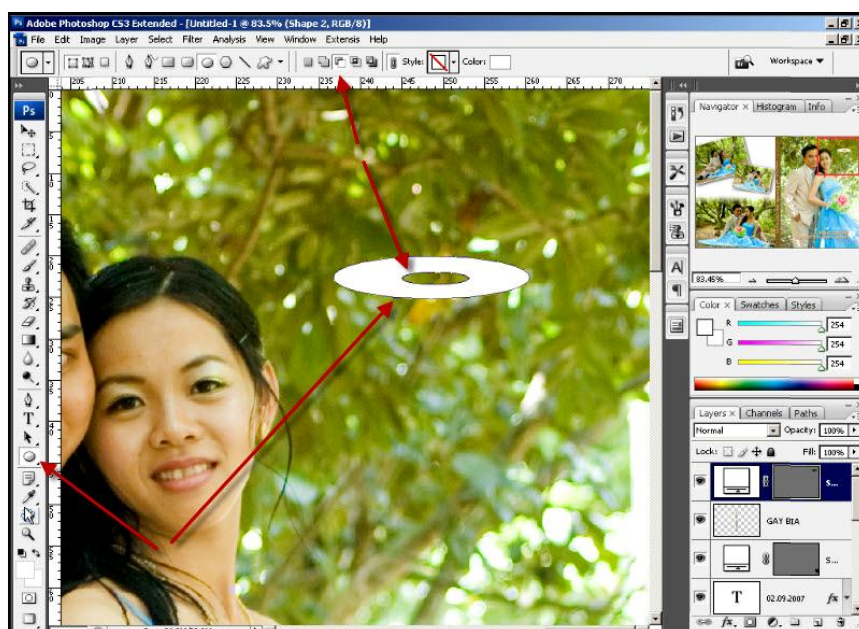 Adobe Photoshop CS3 Extended - [Untitled-1 @ 83.5% (Shape 2, RGB/8)]
File Edit Image Layer Select Filter Analysis View Window Extensis Help
Style: Color: Workspace
205 210 215 220 225 230 235 240 245 250 255 260 265 270
Ps
Navigator x Histogram Info
83.45%
Color x Swatches Styles
R 254
G 254
B 254
Layers x Channels Paths
Normal Opacity: 100%
Lock: Fill: 100%
s...
GAY BIA
s...
T 02.09.2007 fx